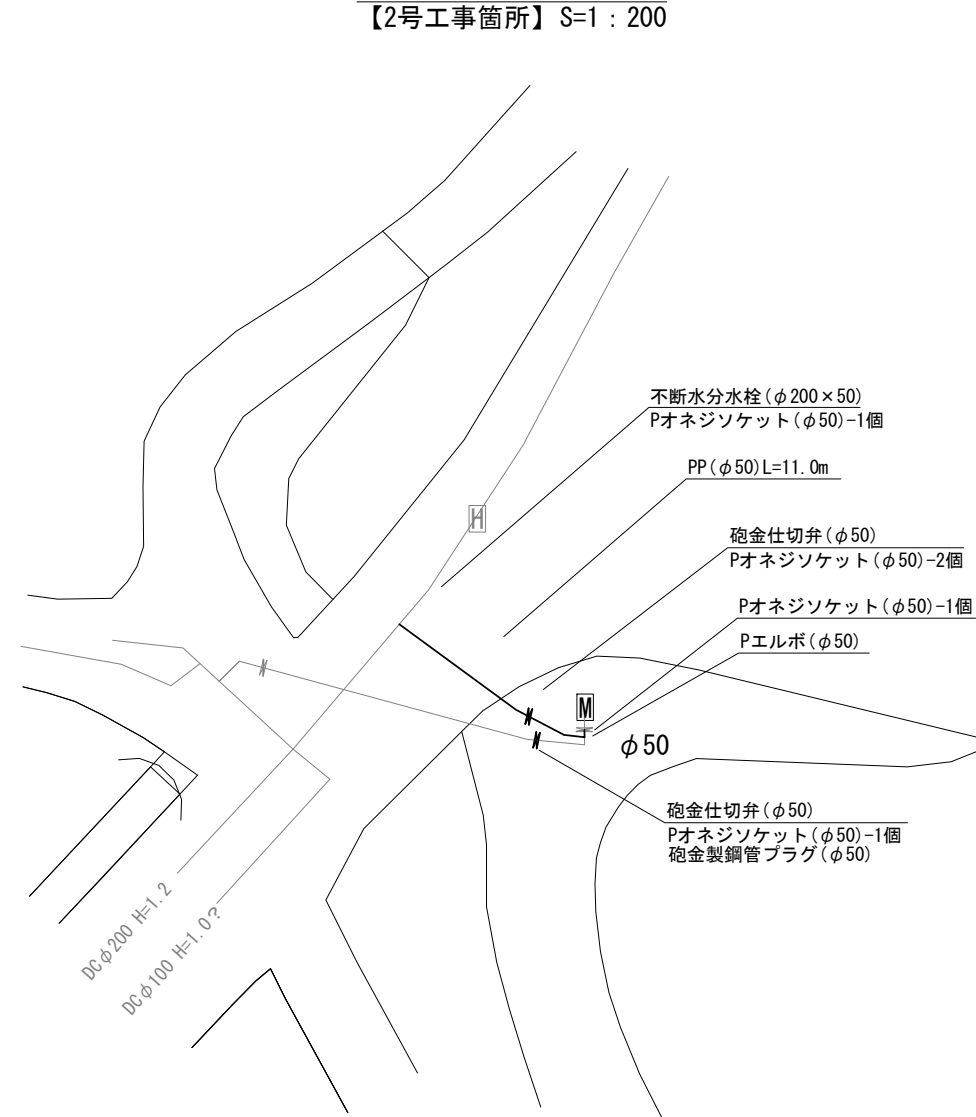 【2号工事箇所】S=1：200
不断水分水栓(φ200×50)
Pオネジソケット(φ50)-1個
PP(φ50)L=11.0m
H
砲金仕切弁(φ50)
Pオネジソケット(φ50)-2個
Pオネジソケット(φ50)-1個
Pエルボ(φ50)
M
φ50
砲金仕切弁(φ50)
Pオネジソケット(φ50)-1個
砲金製鋼管プラグ(φ50)
DCφ200 H=1.2
DCφ100 H=1.0?